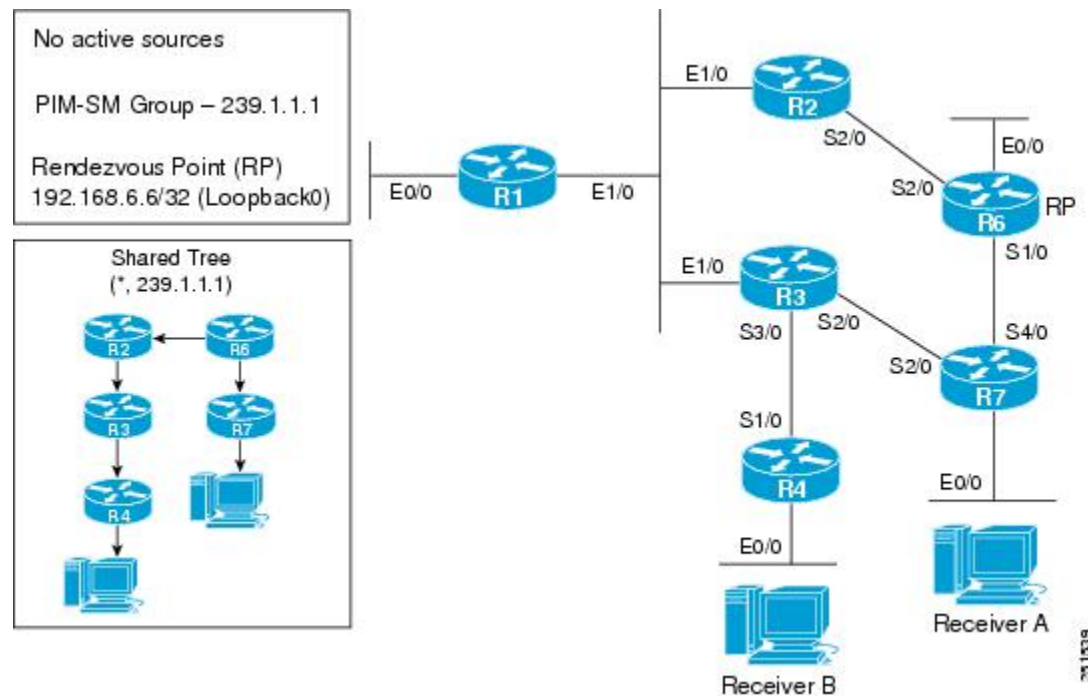 No active sources
PIM-SM Group – 239.1.1.1
Rendezvous Point (RP)
192.168.6.6/32 (Loopback0)
Shared Tree
(*, 239.1.1.1)
R2
R6
R3
R7
R4
E0/0
R1
E1/0
E1/0
R2
S2/0
E0/0
S2/0
R6
RP
S1/0
E1/0
R3
S3/0
S2/0
S4/0
S2/0
R7
S1/0
R4
E0/0
E0/0
Receiver B
Receiver A